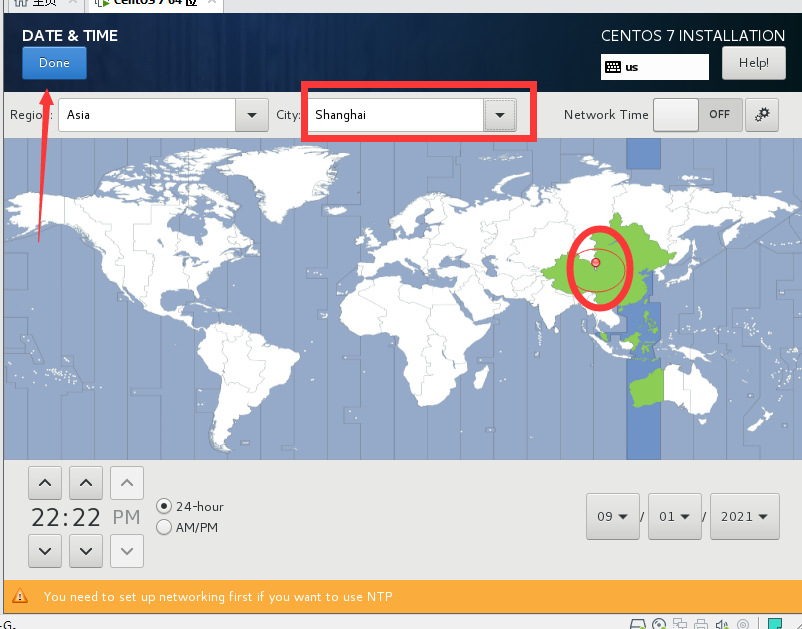 主页
CentOS 7 64 位
DATE & TIME
CENTOS 7 INSTALLATION
Done
us
Help!
Region:
Asia
City:
Shanghai
Network Time
OFF
22:22
PM
24-hour
AM/PM
09 / 01 / 2021
You need to set up networking first if you want to use NTP
-G。